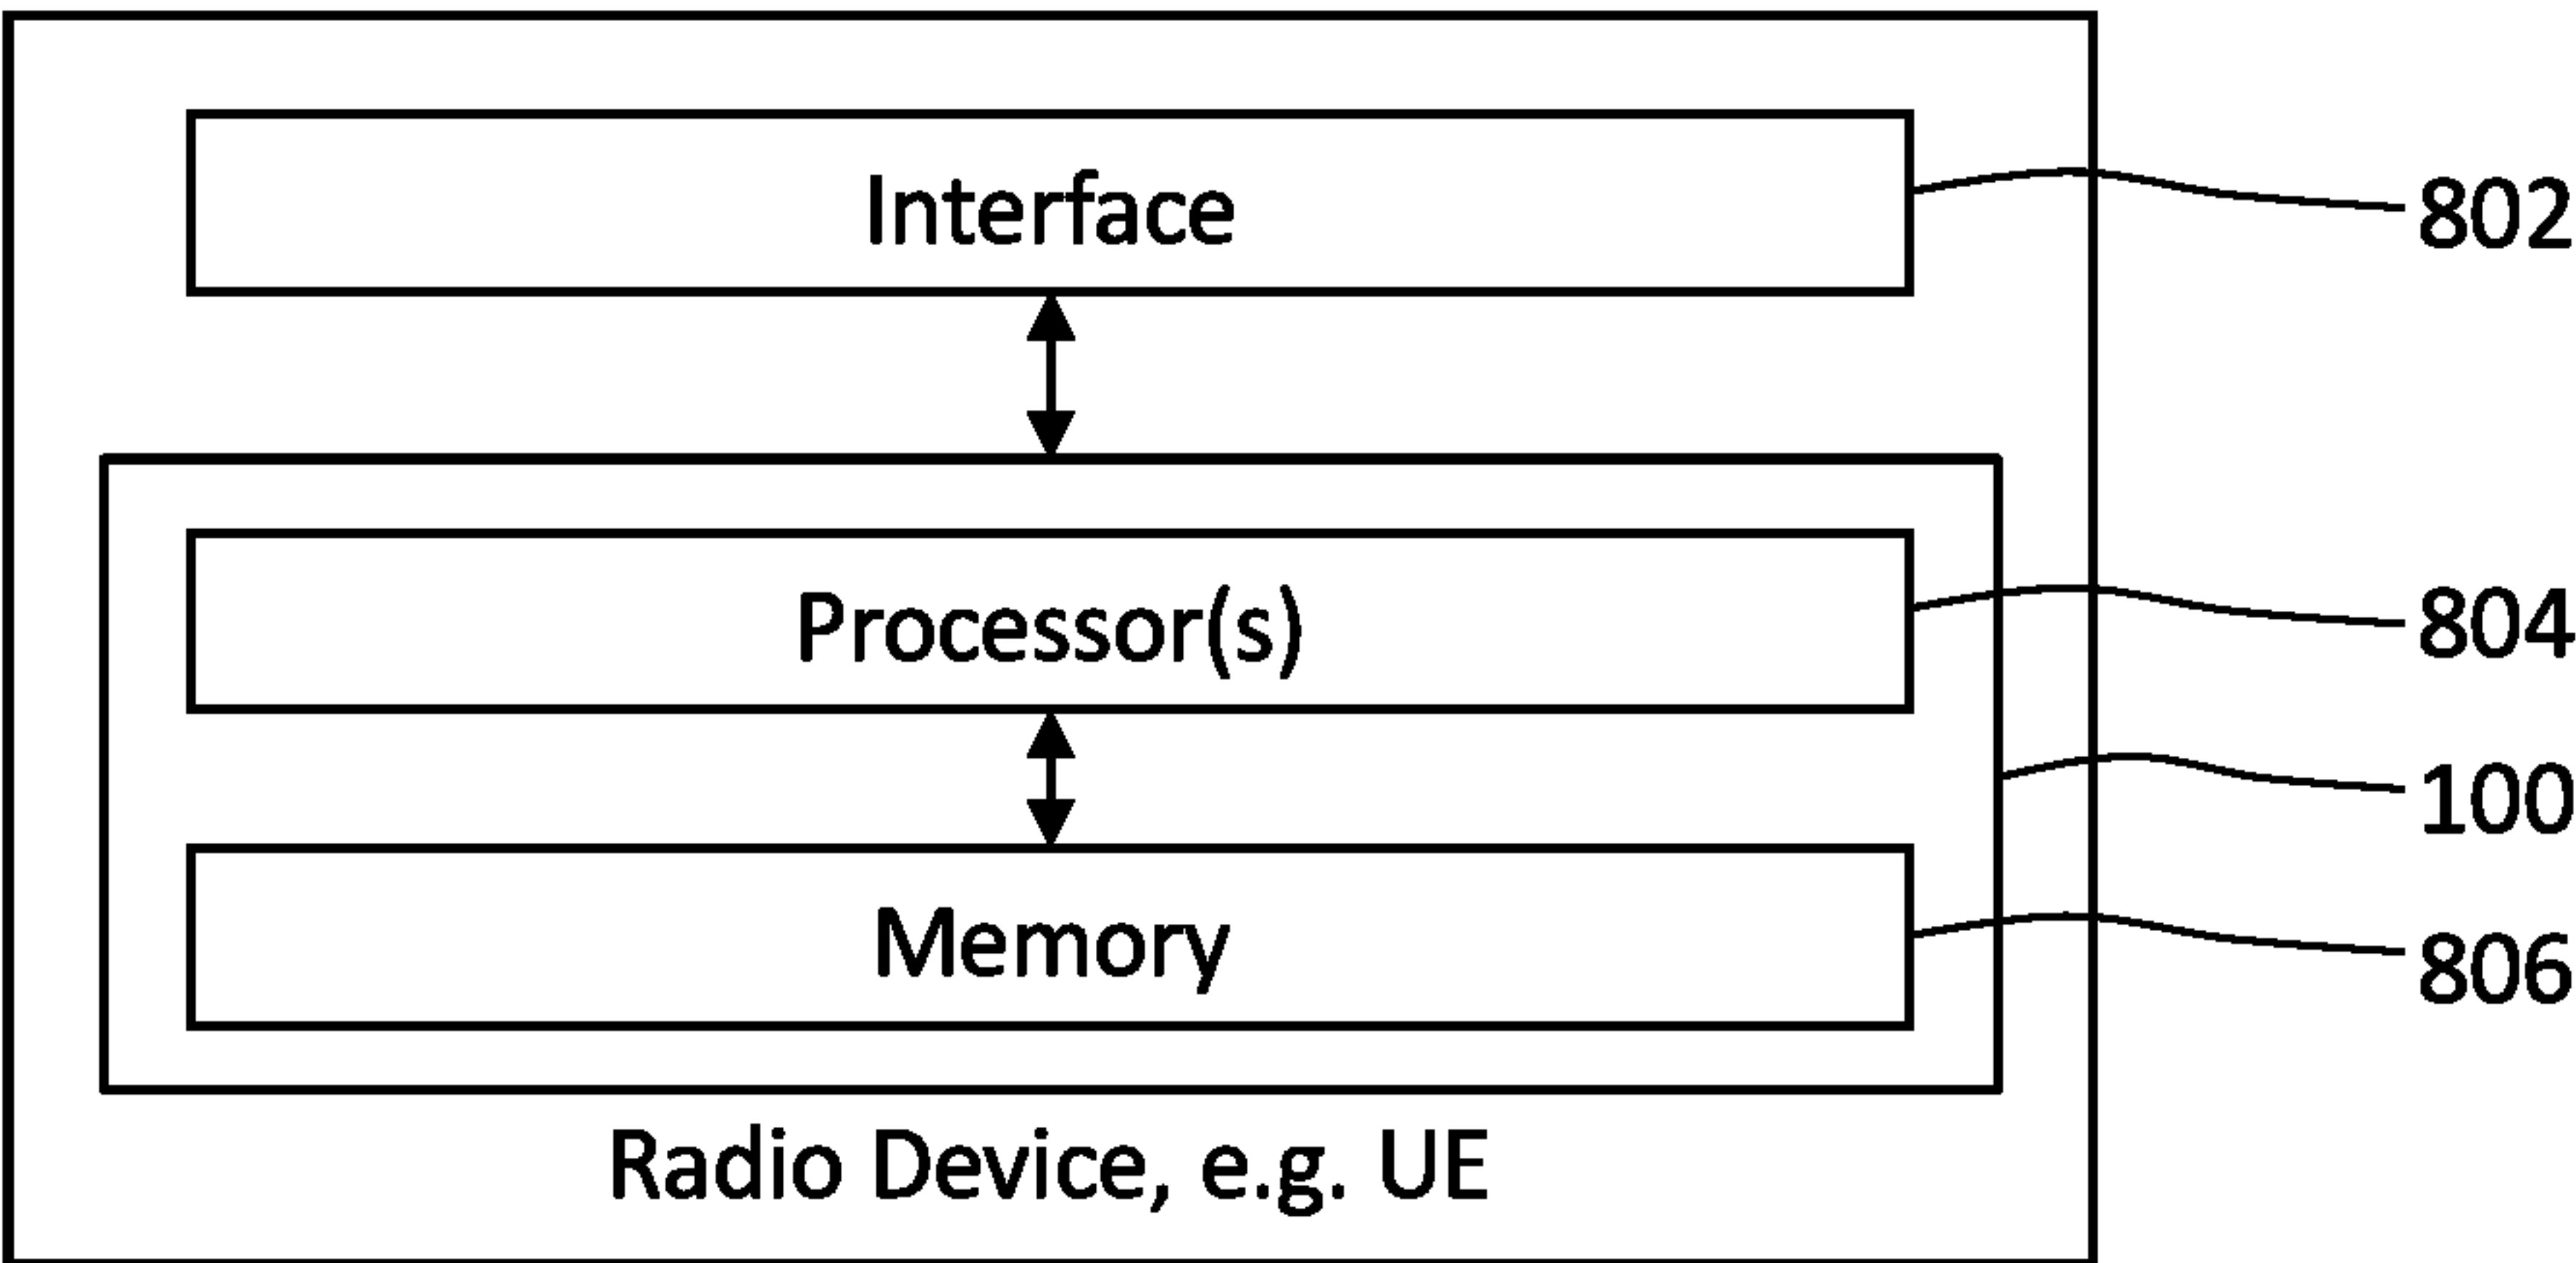 Interface
802
Processor(s)
804
100
Memory
806
Radio Device, e.g. UE